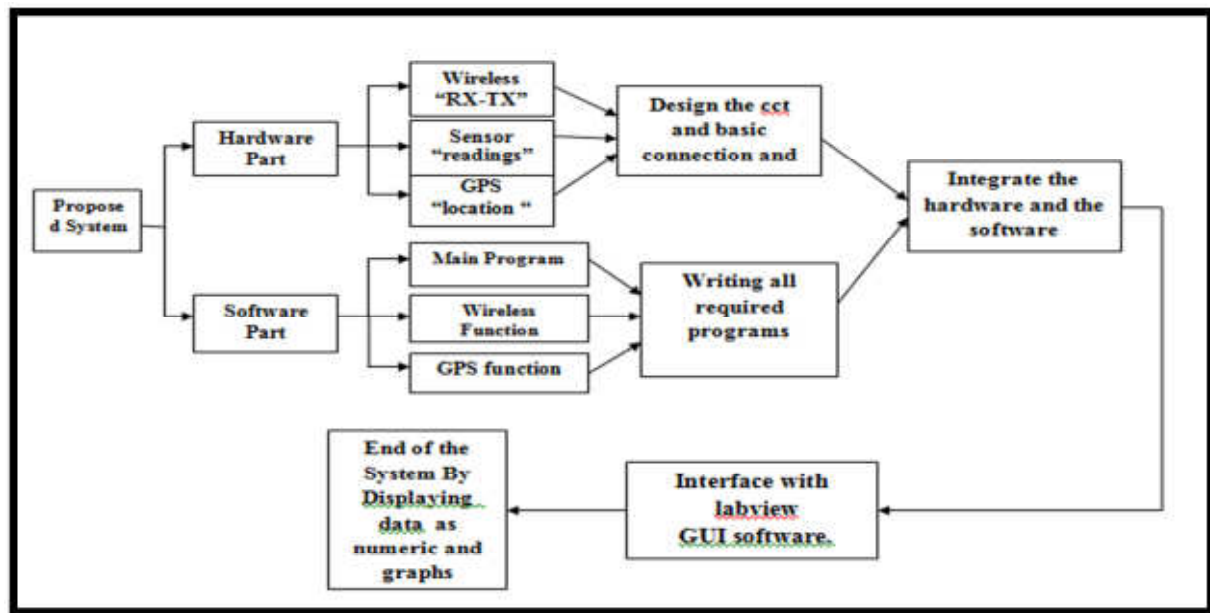 Propose
d System
Hardware
Part
Software
Part
Wireless
“RX-TX”
Sensor
“readings”
GPS
“location “
Main Program
Wireless
Function
GPS function
Design the cct
and basic
connection and
Writing all
required
programs
Integrate the
hardware and the
software
Interface with
labview
GUI software.
End of the
System By
Displaying
data as
numeric and
graphs